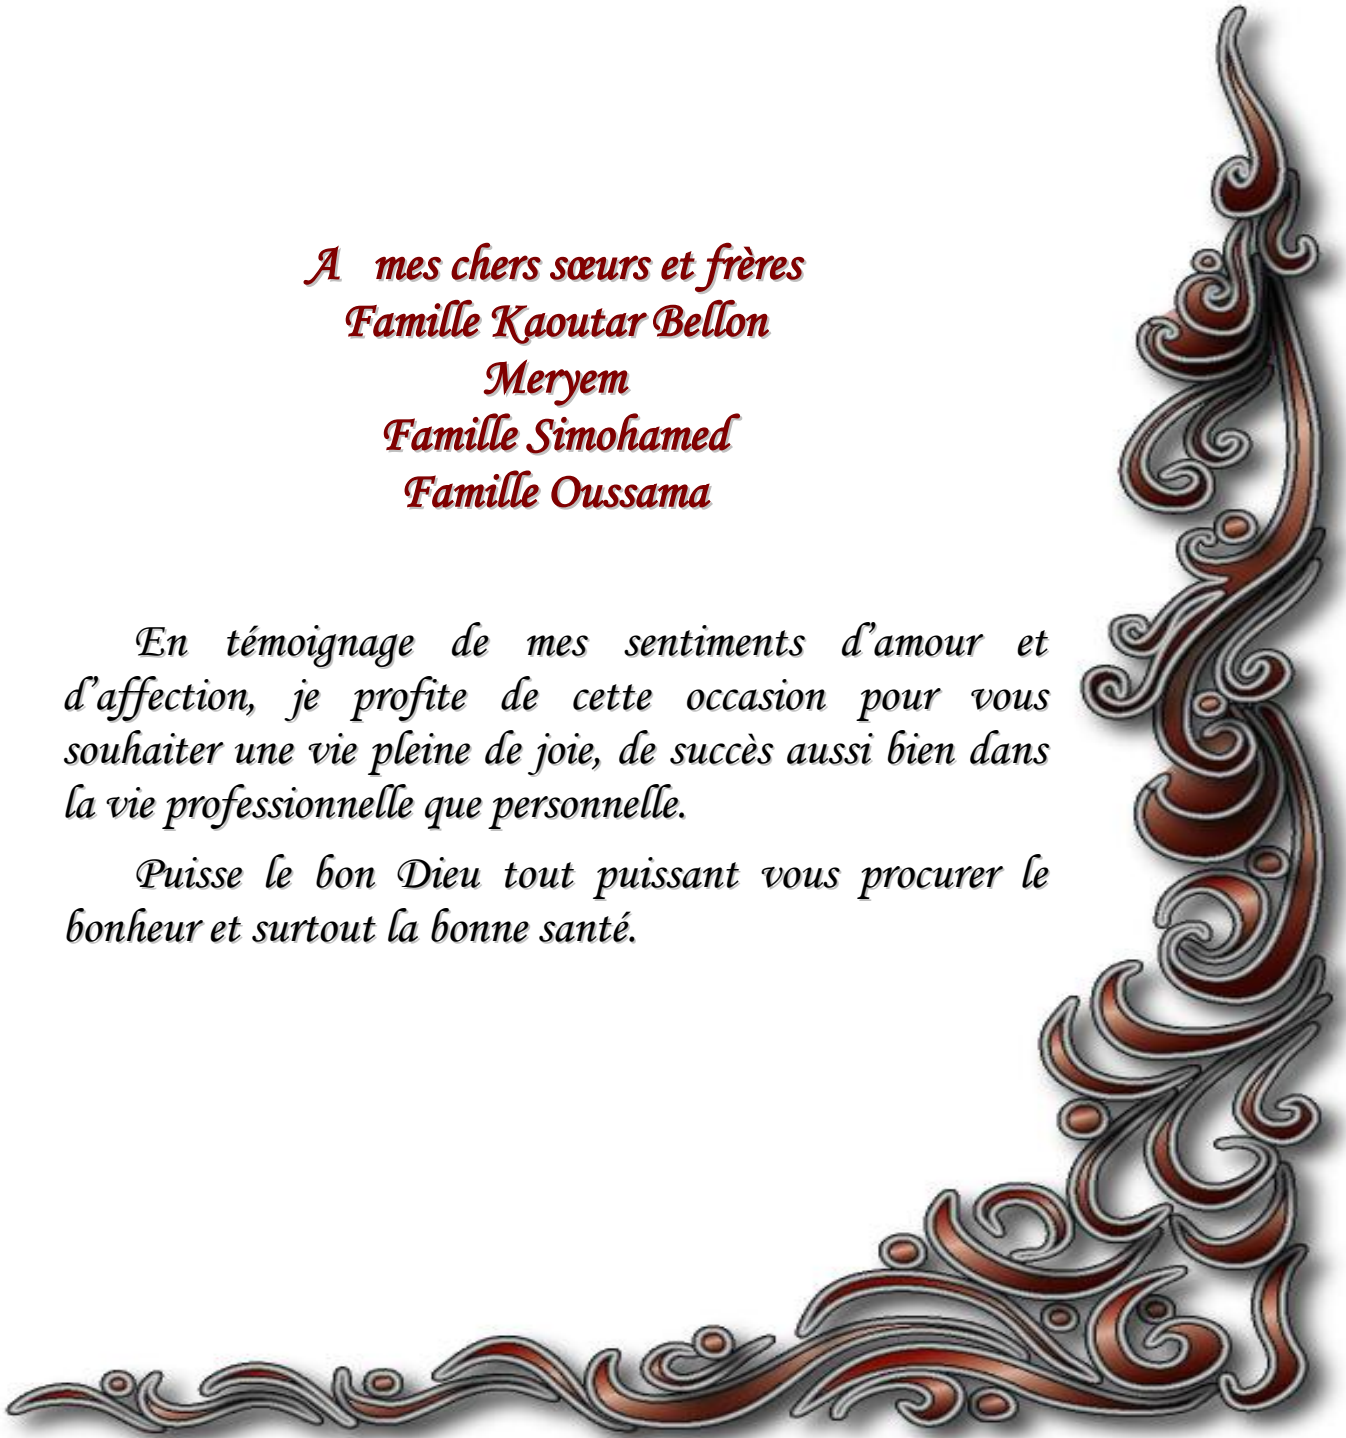 A mes chers sœurs et frères
Famille Kaoutar Bellon
Meryem
Famille Simohamed
Famille Oussama
En témoignage de mes sentiments d’amour et
d’affection, je profite de cette occasion pour vous
souhaiter une vie pleine de joie, de succès aussi bien dans
la vie professionnelle que personnelle.
Puisse le bon Dieu tout puissant vous procurer le
bonheur et surtout la bonne santé.